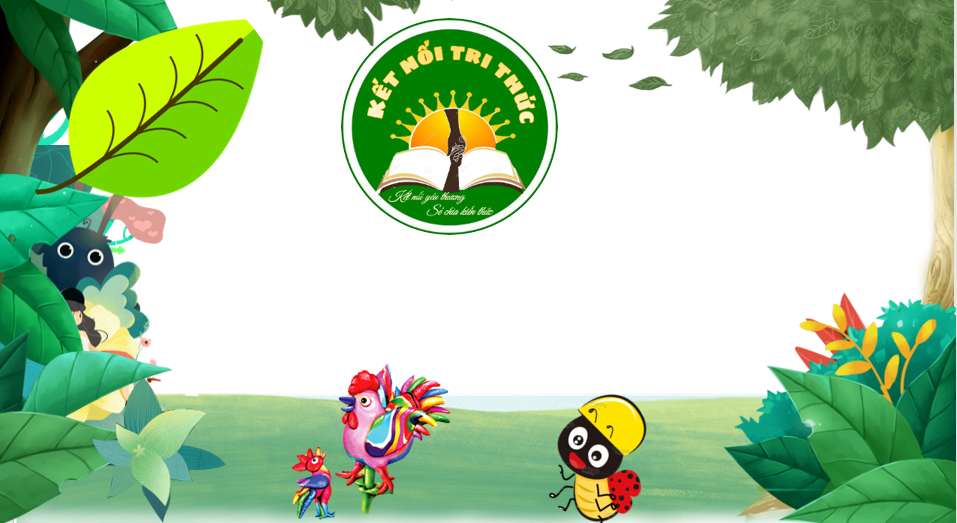 KẾT NỐI TRI THỨC
Kết nối yêu thương
Sẻ chia kiến thức